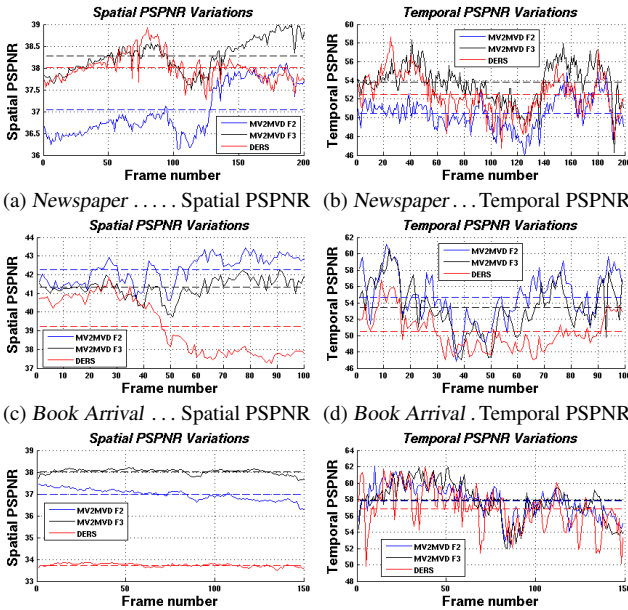 Spatial PSPNR Variations
Temporal PSPNR Variations
Spatial PSPNR
39
38.5
38
37.5
37
36.5
36
MV2MVD F2
MV2MVD F3
DERS
0 50 100 150 200
Frame number
Temporal PSPNR
60
58
56
54
52
50
48
46
MV2MVD F2
MV2MVD F3
DERS
0 20 40 60 80 100 120 140 160 180 200
Frame number
(a) Newspaper ..... Spatial PSPNR
(b) Newspaper ... Temporal PSPNR
Spatial PSPNR Variations
Temporal PSPNR Variations
Spatial PSPNR
44
43
42
41
40
39
38
37
MV2MVD F2
MV2MVD F3
DERS
0 20 40 60 80 100
Frame number
Temporal PSPNR
62
60
58
56
54
52
50
48
46
MV2MVD F2
MV2MVD F3
DERS
0 10 20 30 40 50 60 70 80 90 100
Frame number
(c) Book Arrival ... Spatial PSPNR
(d) Book Arrival . Temporal PSPNR
Spatial PSPNR Variations
Temporal PSPNR Variations
Spatial PSPNR
39
38
37
36
35
34
33
MV2MVD F2
MV2MVD F3
DERS
0 50 100 150
Frame number
Temporal PSPNR
64
62
60
58
56
54
52
50
48
MV2MVD F2
MV2MVD F3
DERS
0 50 100 150
Frame number